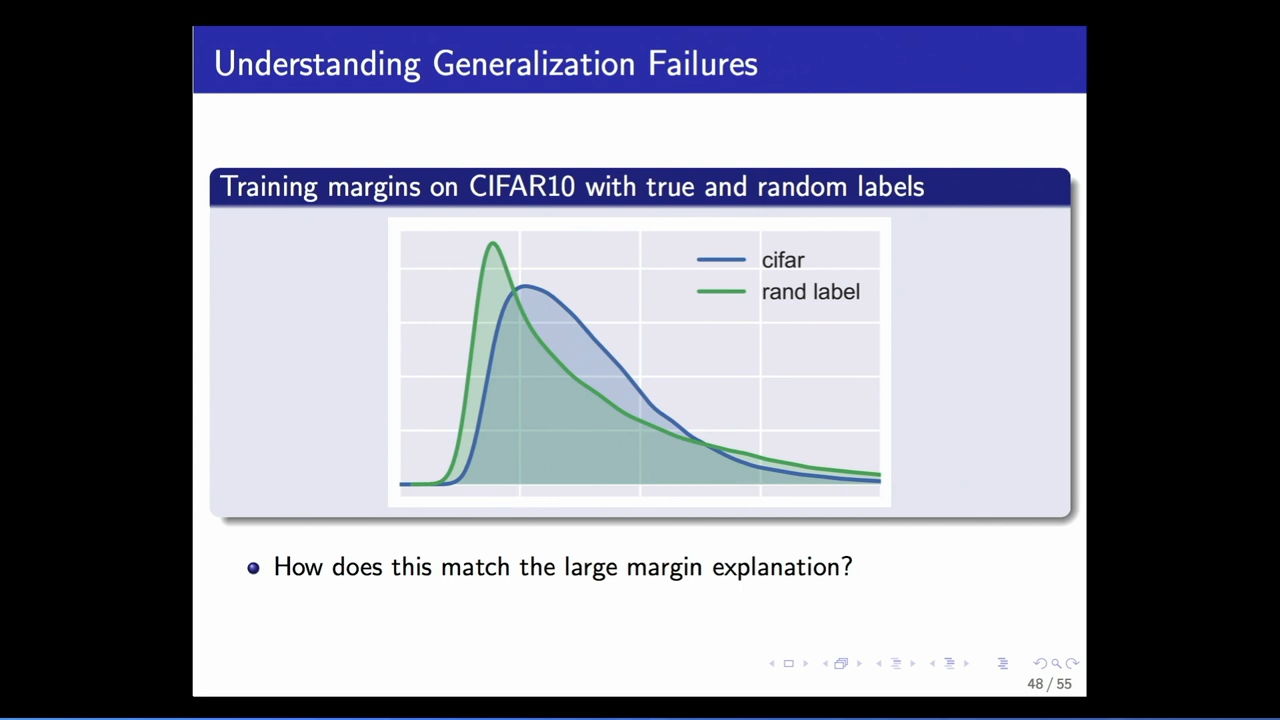 Understanding Generalization Failures
Training margins on CIFAR10 with true and random labels
cifar
rand label
How does this match the large margin explanation?
48 / 55